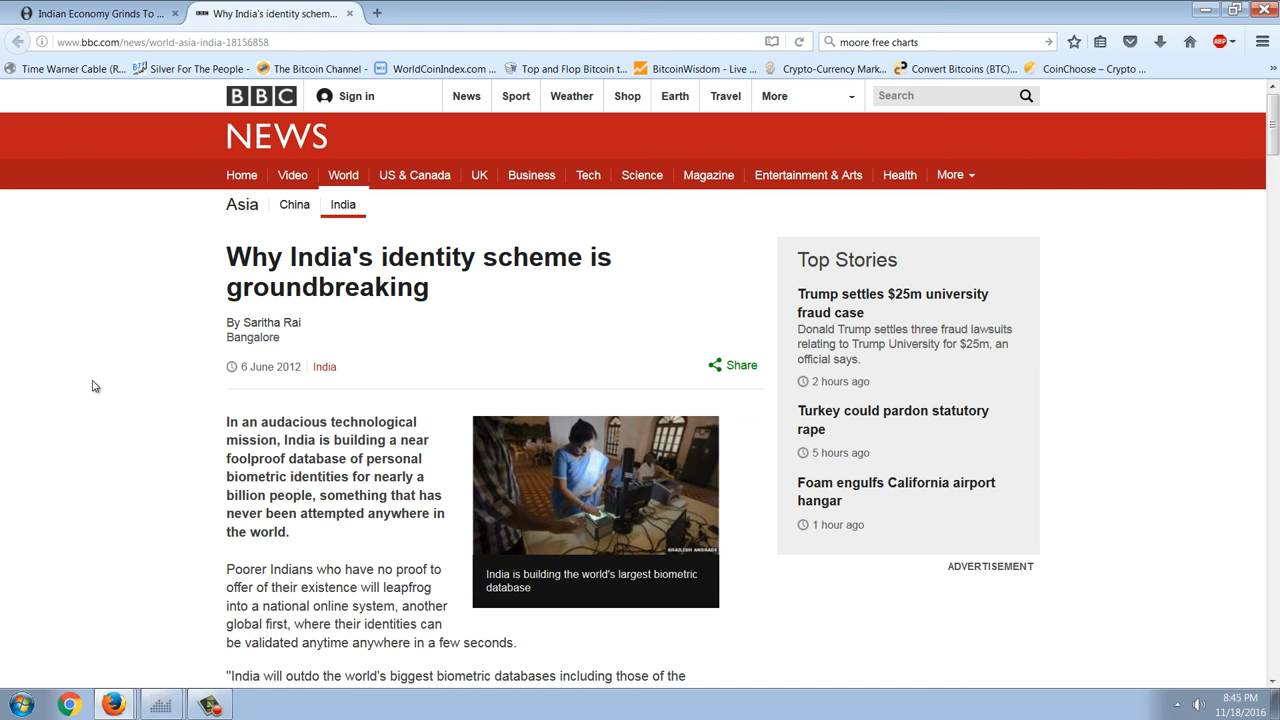 Indian Economy Grinds To ...
BBC Why India's identity schem...
www.bbc.com/news/world-asia-india-18156858
moore free charts
ABP
Time Warner Cable (R...
Silver For The People - ...
The Bitcoin Channel - ...
WorldCoinIndex.com ...
Top and Flop Bitcoin t...
BitcoinWisdom - Live ...
Crypto-Currency Mark...
Convert Bitcoins (BTC)...
CoinChoose – Crypto ...
BBC
Sign in
News
Sport
Weather
Shop
Earth
Travel
More
Search
NEWS
Home
Video
World
US & Canada
UK
Business
Tech
Science
Magazine
Entertainment & Arts
Health
More
Asia
China
India
Why India's identity scheme is
groundbreaking
By Saritha Rai
Bangalore
6 June 2012
India
Share
In an audacious technological
mission, India is building a near
foolproof database of personal
biometric identities for nearly a
billion people, something that has
never been attempted anywhere in
the world.
SHAILESH ANDRADE
India is building the world's largest biometric
database
Poorer Indians who have no proof to
offer of their existence will leapfrog
into a national online system, another
global first, where their identities can
be validated anytime anywhere in a few seconds.
"India will outdo the world's biggest biometric databases including those of the
Top Stories
Trump settles $25m university
fraud case
Donald Trump settles three fraud lawsuits
relating to Trump University for $25m, an
official says.
2 hours ago
Turkey could pardon statutory
rape
5 hours ago
Foam engulfs California airport
hangar
1 hour ago
ADVERTISEMENT
8:45 PM
11/18/2016